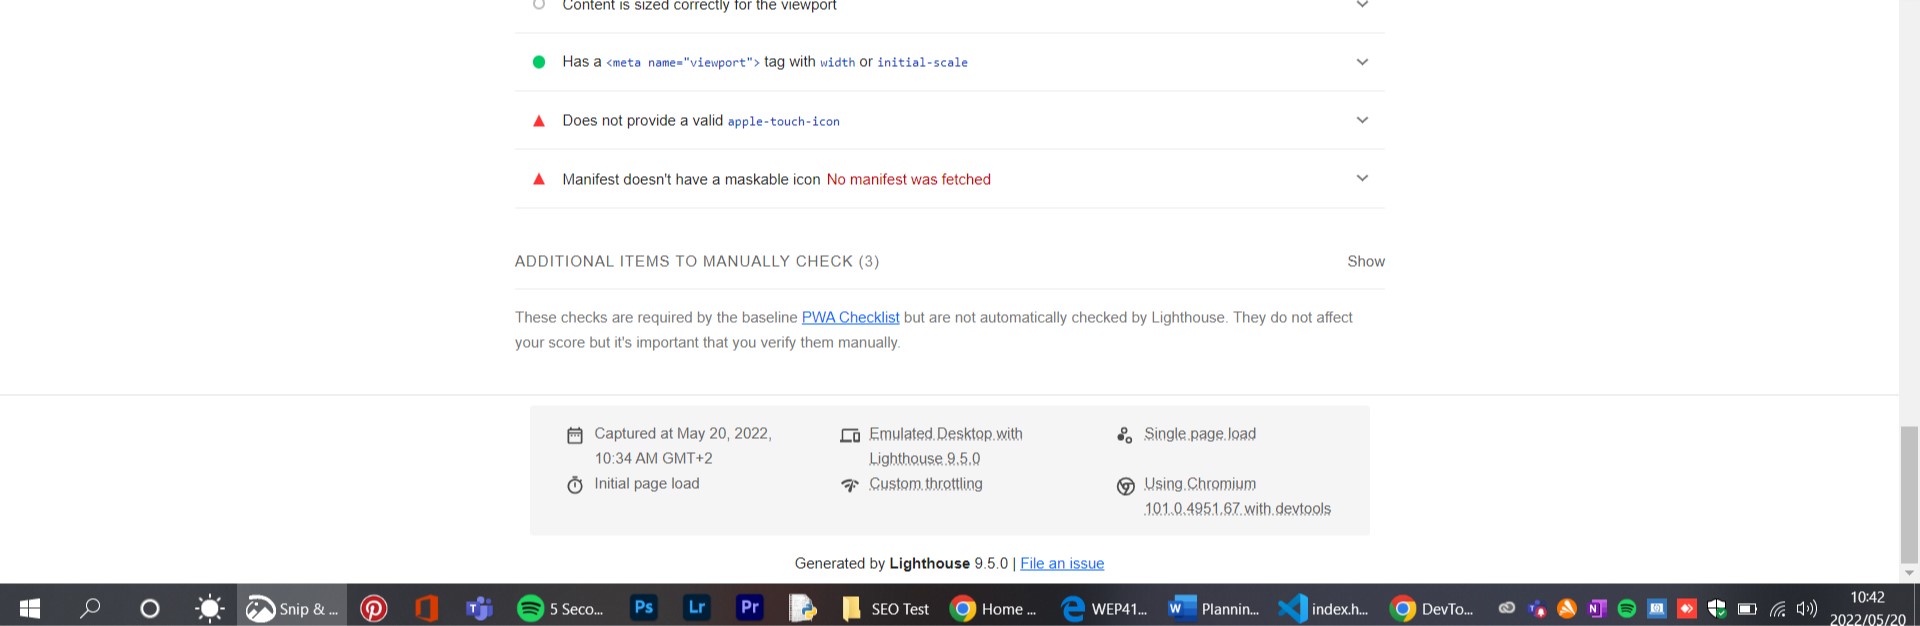 Content is sized correctly for the viewport
Has a <meta name="viewport"> tag with width or initial-scale
Does not provide a valid apple-touch-icon
Manifest doesn't have a maskable icon No manifest was fetched
ADDITIONAL ITEMS TO MANUALLY CHECK (3) Show
These checks are required by the baseline PWA Checklist but are not automatically checked by Lighthouse. They do not affect
your score but it's important that you verify them manually.
Captured at May 20, 2022,
10:34 AM GMT+2
Initial page load
Emulated Desktop with
Lighthouse 9.5.0
Custom throttling
Single page load
Using Chromium
101.0.4951.67 with devtools
Generated by Lighthouse 9.5.0 | File an issue
Snip & ... 5 Seco... Ps Lr Pr SEO Test Home ... WEP41... Plannin... index.h... DevTo...
10:42
2022/05/20